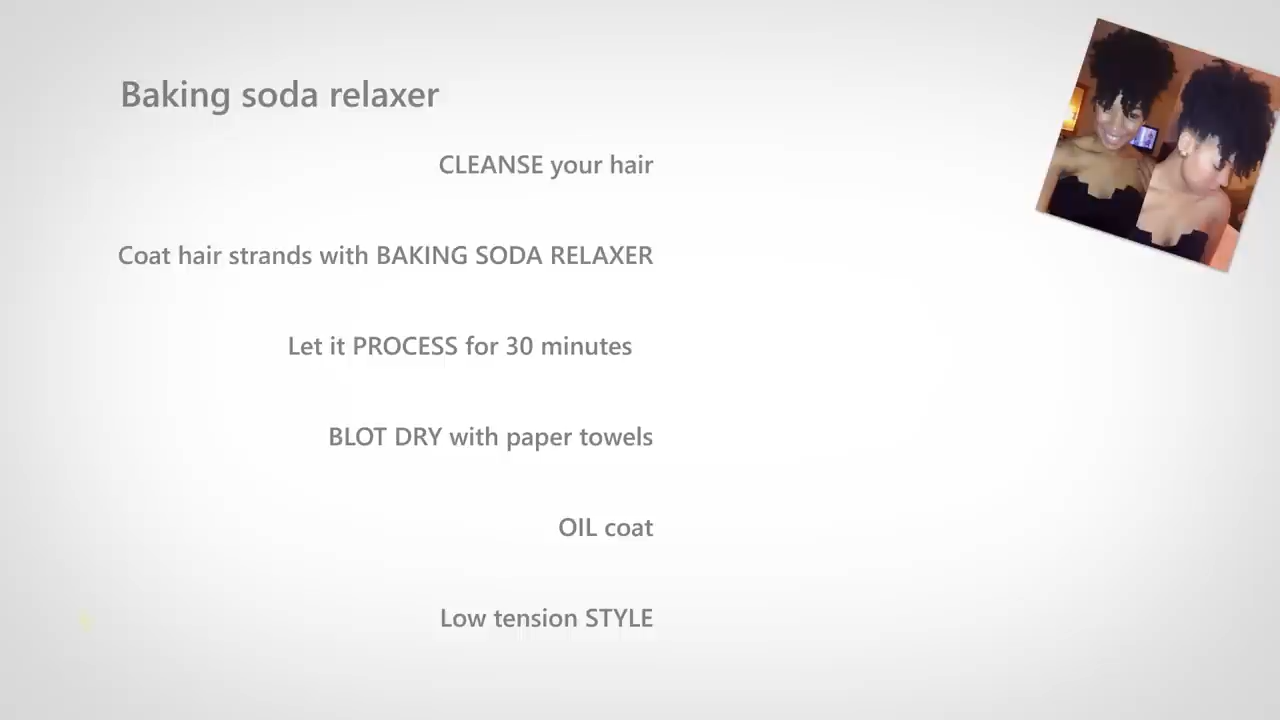 Baking soda relaxer
CLEANSE your hair
Coat hair strands with BAKING SODA RELAXER
Let it PROCESS for 30 minutes
BLOT DRY with paper towels
OIL coat
Low tension STYLE